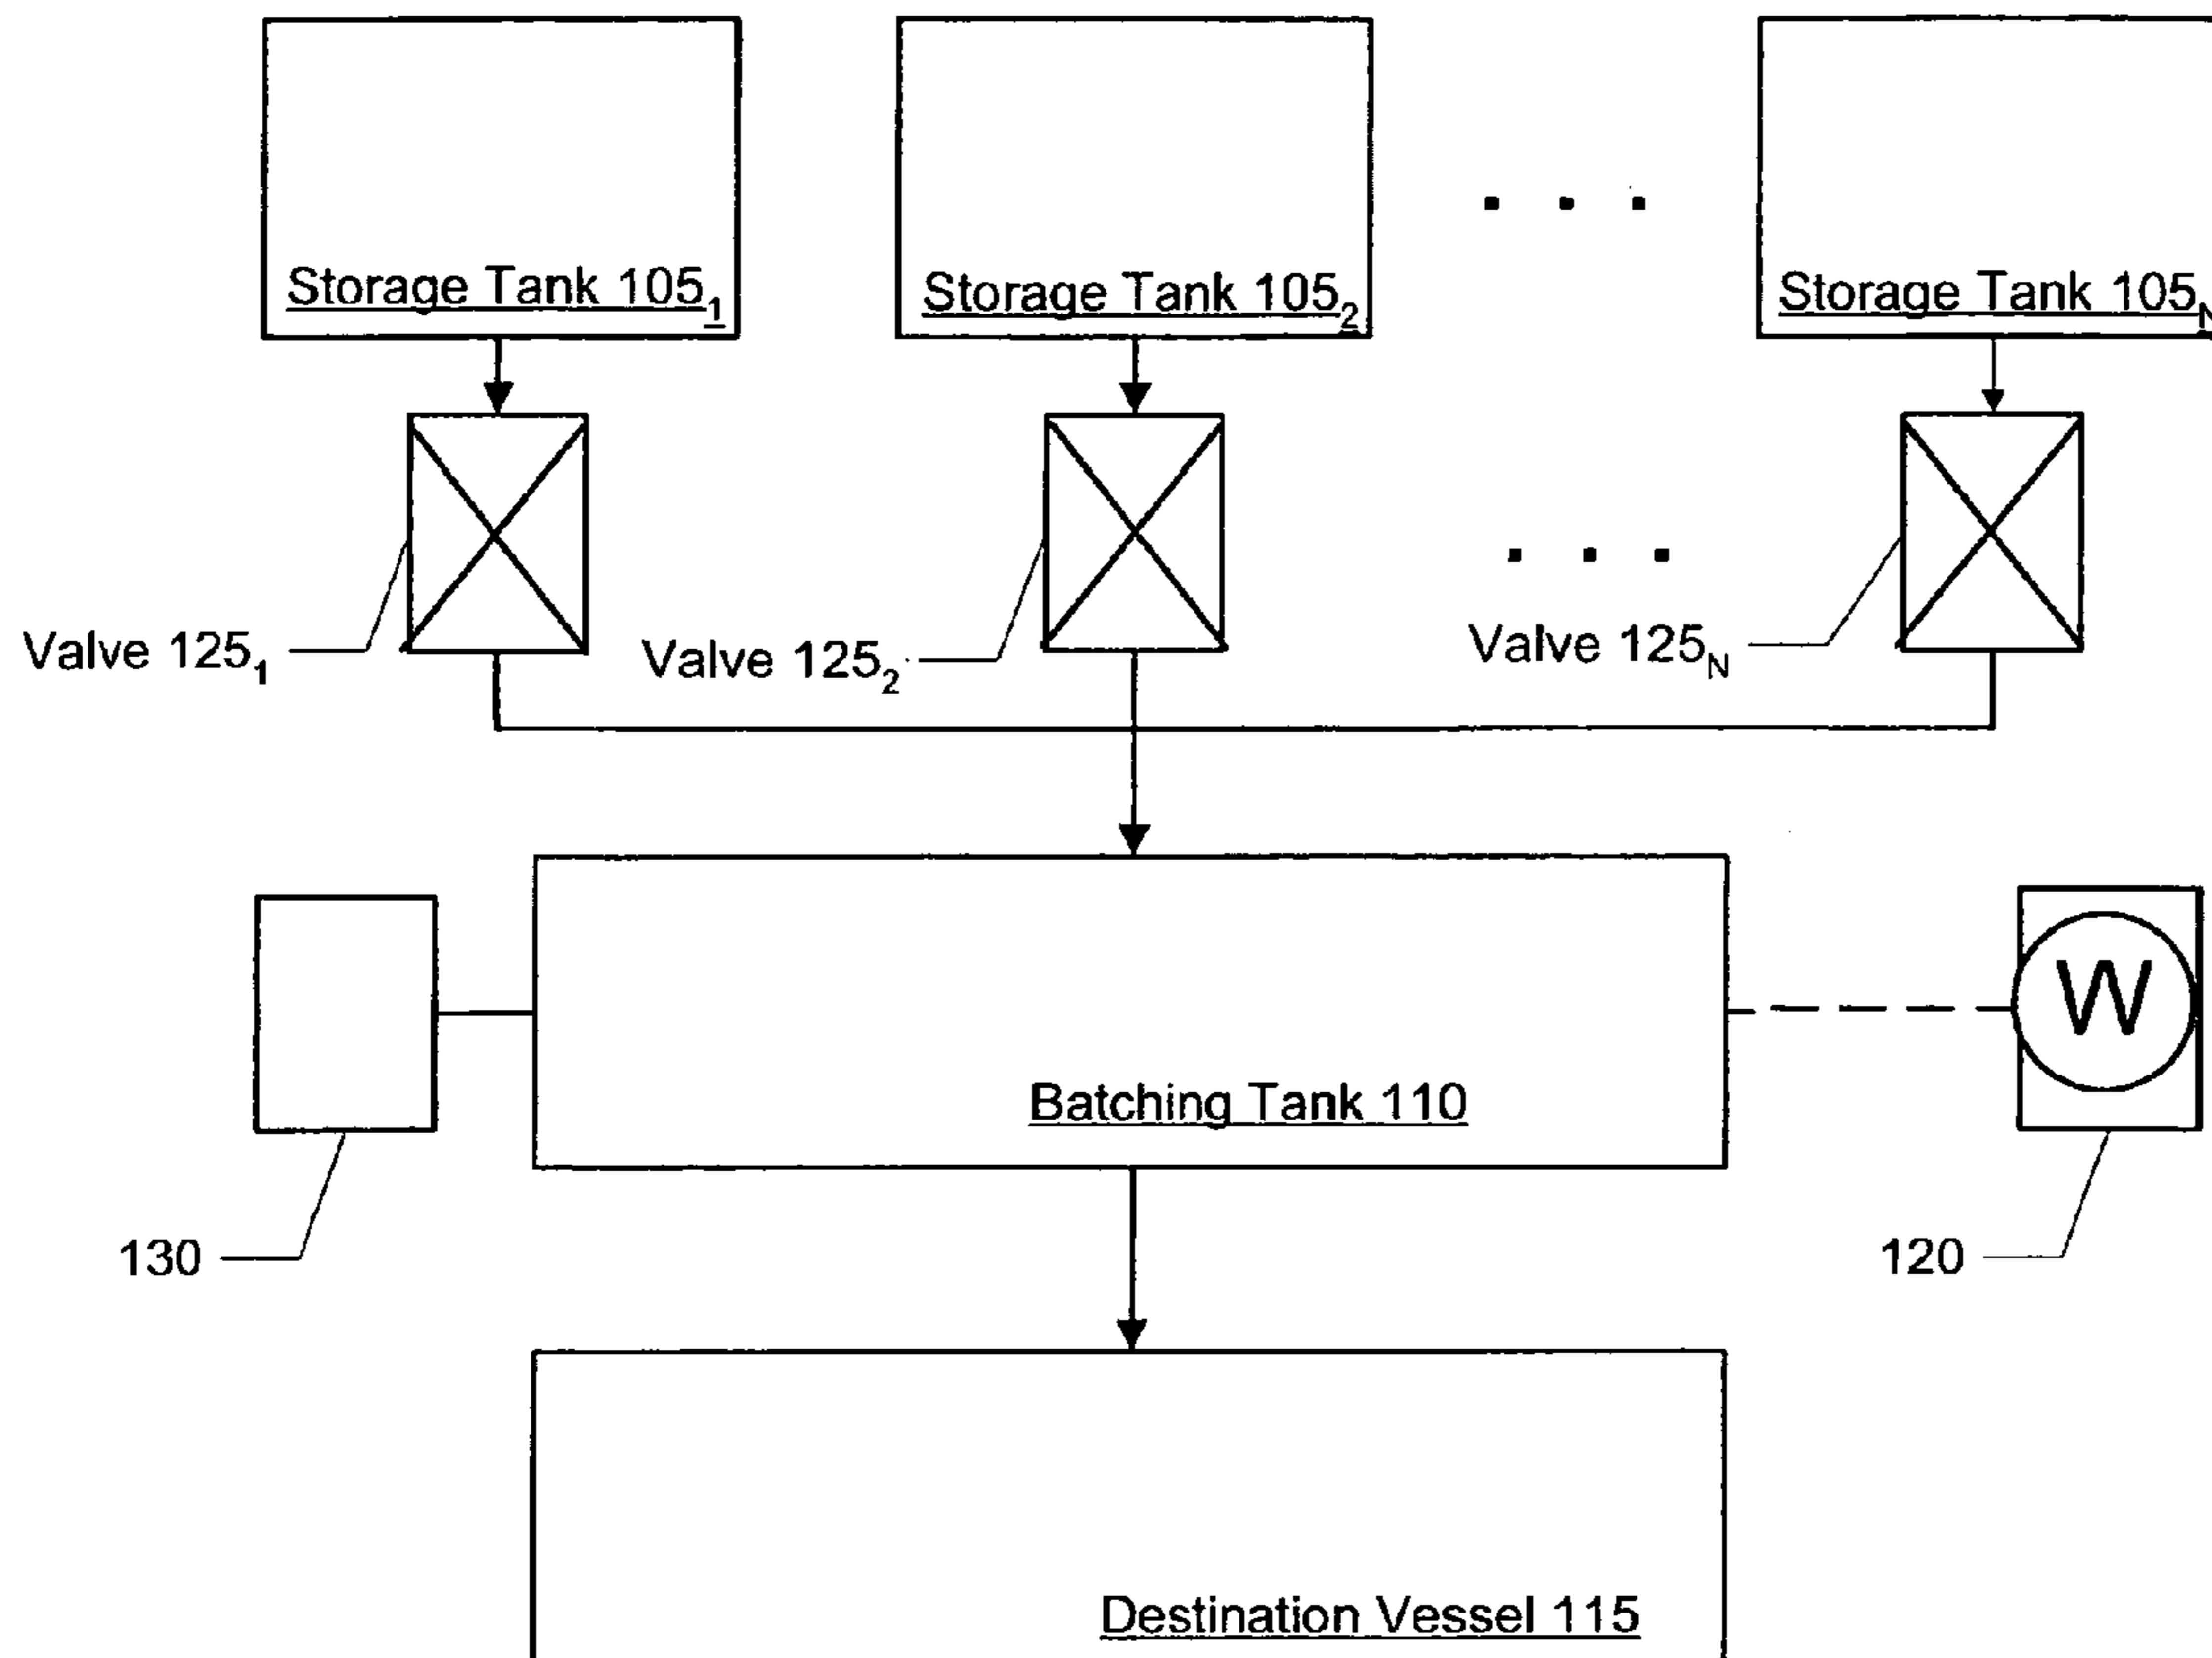 Storage Tank 105₁
Storage Tank 105₂
Storage Tank 105N
Valve 125₁
Valve 125₂
Valve 125N
W
Batching Tank 110
130
120
Destination Vessel 115